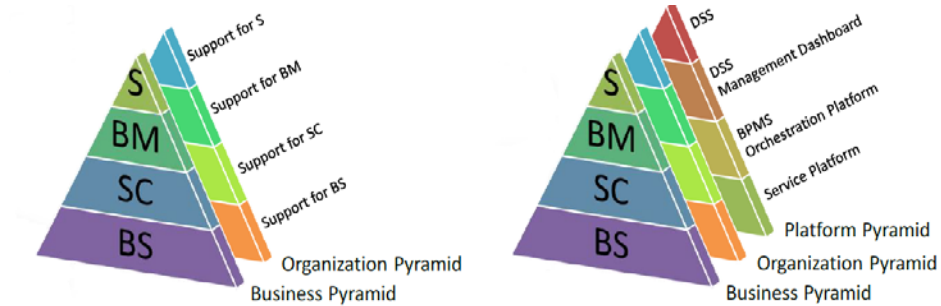 S
BM
SC
BS
Support for S
Support for BM
Support for SC
Support for BS
Organization Pyramid
Business Pyramid
S
BM
SC
BS
DSS
DSS
Management Dashboard
BPMS
Orchestration Platform
Service Platform
Platform Pyramid
Organization Pyramid
Business Pyramid